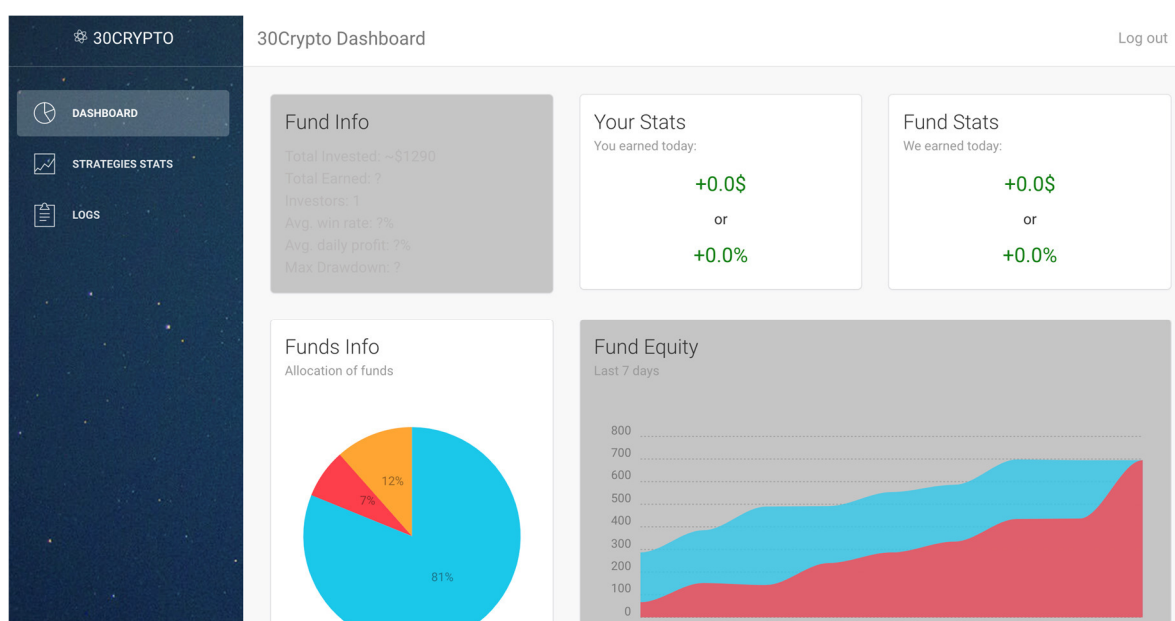 30CRYPTO
DASHBOARD
STRATEGIES STATS
LOGS
30Crypto Dashboard
Log out
Fund Info
Total Invested: ~$1290
Total Earned: ?
Investors: 1
Avg. win rate: ?%
Avg. daily profit: ?%
Max Drawdown: ?
Your Stats
You earned today:
+0.0$
or
+0.0%
Fund Stats
We earned today:
+0.0$
or
+0.0%
Funds Info
Allocation of funds
12%
7%
81%
Fund Equity
Last 7 days
800
700
600
500
400
300
200
100
0